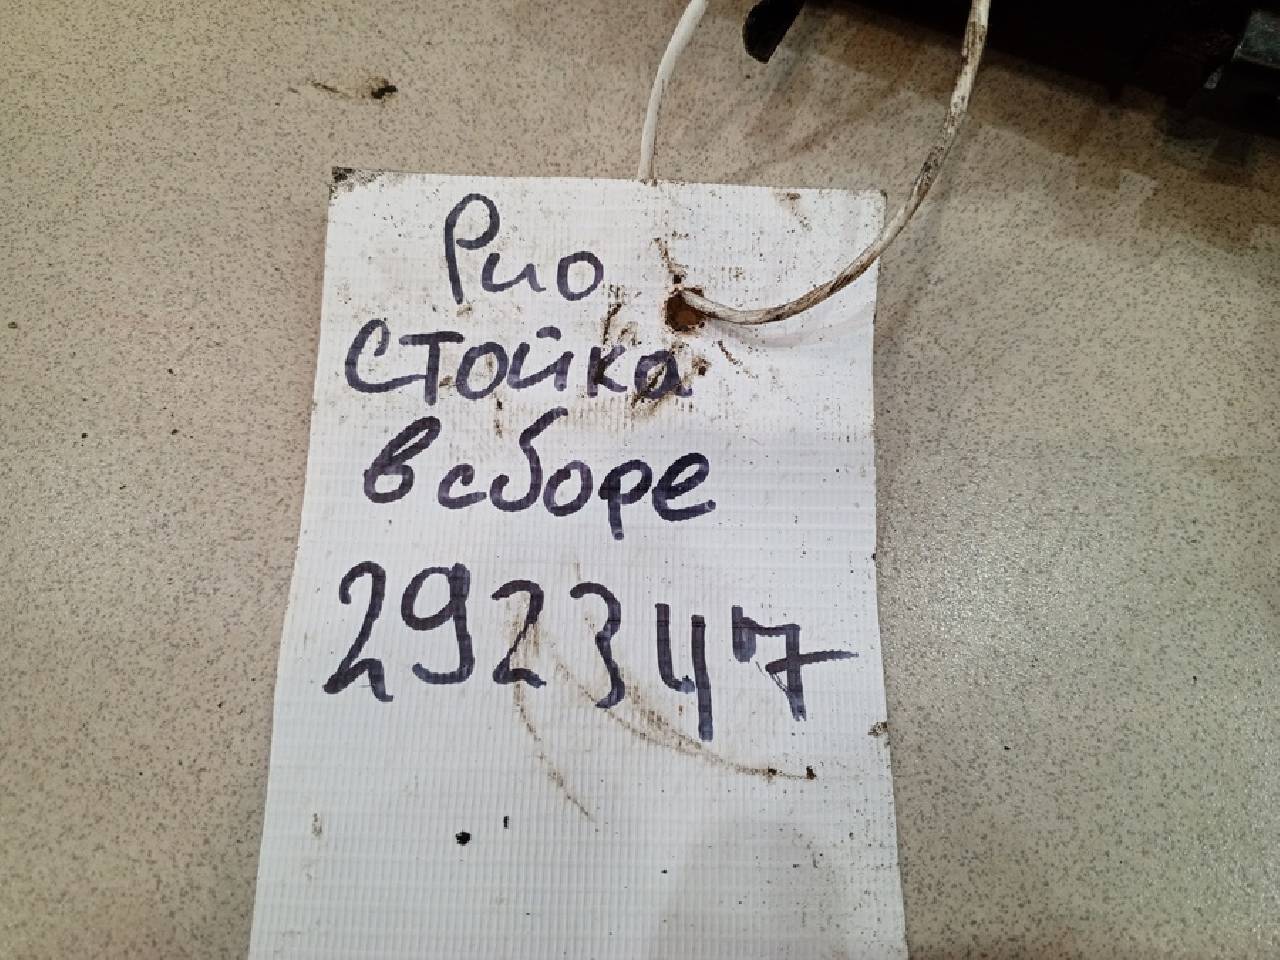 Рио
стойка
в сборе
292347